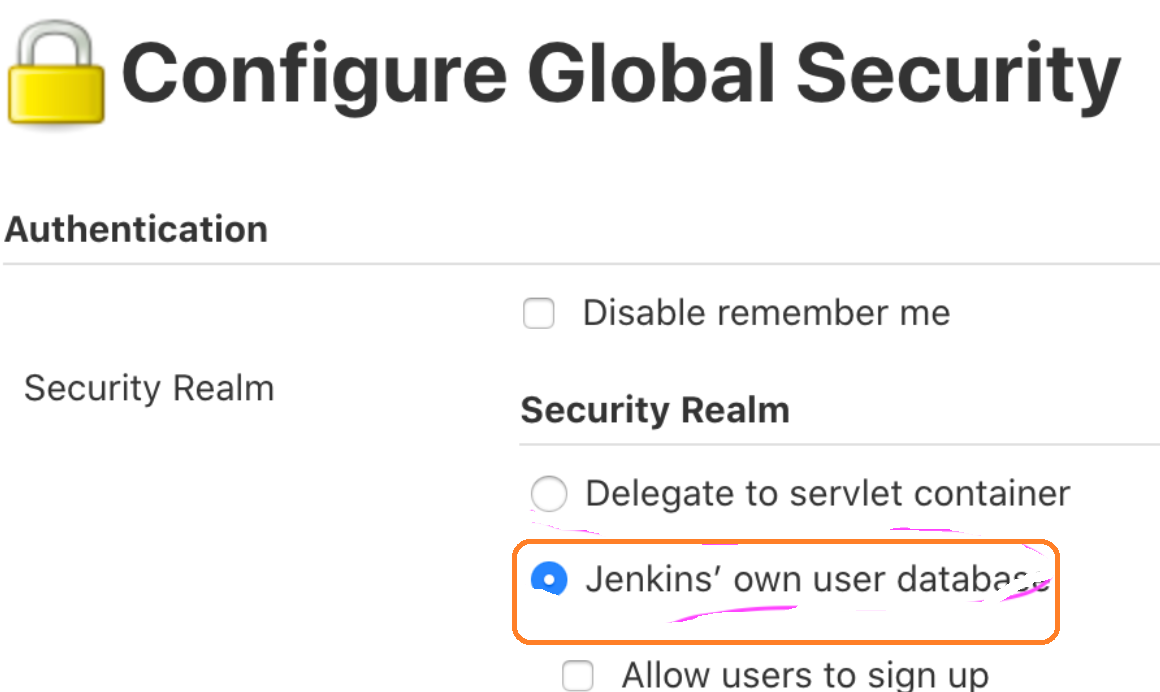 Configure Global Security
Authentication
Disable remember me
Security Realm
Security Realm
Delegate to servlet container
Jenkins’ own user database
Allow users to sign up